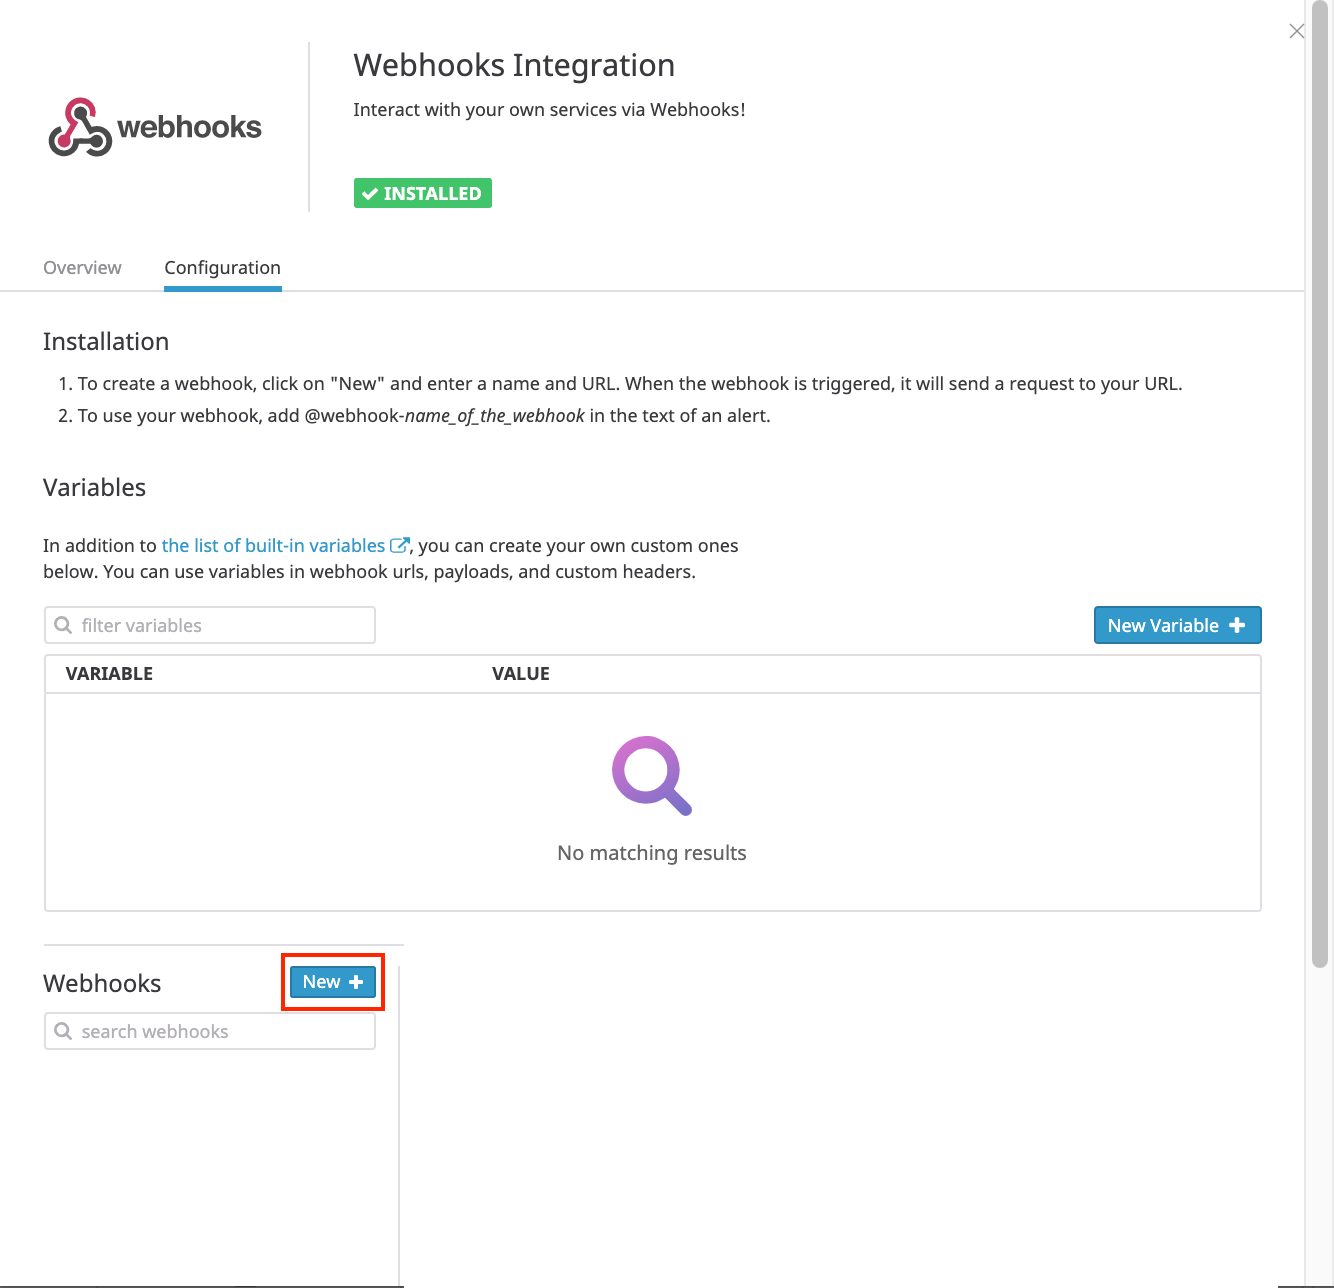 webhooks
Webhooks Integration
Interact with your own services via Webhooks!
INSTALLED
Overview
Configuration
Installation
1. To create a webhook, click on "New" and enter a name and URL. When the webhook is triggered, it will send a request to your URL.
2. To use your webhook, add @webhook-name_of_the_webhook in the text of an alert.
Variables
In addition to the list of built-in variables, you can create your own custom ones
below. You can use variables in webhook urls, payloads, and custom headers.
filter variables
New Variable
VARIABLE
VALUE
No matching results
Webhooks
New
search webhooks